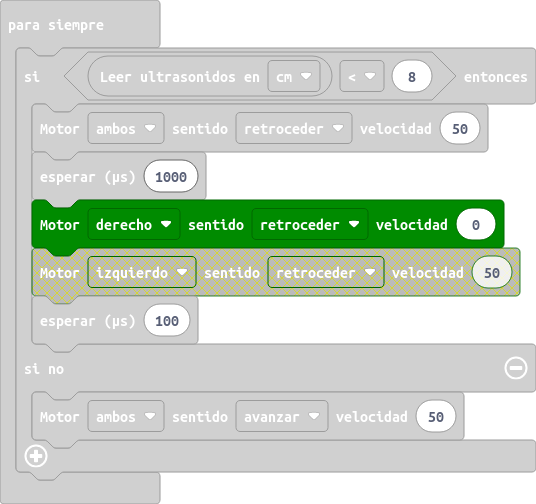 para siempre
si Leer ultrasonidos en cm < 8 entonces
Motor ambos sentido retroceder velocidad 50
esperar (µs) 1000
Motor derecho sentido retroceder velocidad 0
Motor izquierdo sentido retroceder velocidad 50
esperar (µs) 100
si no
Motor ambos sentido avanzar velocidad 50